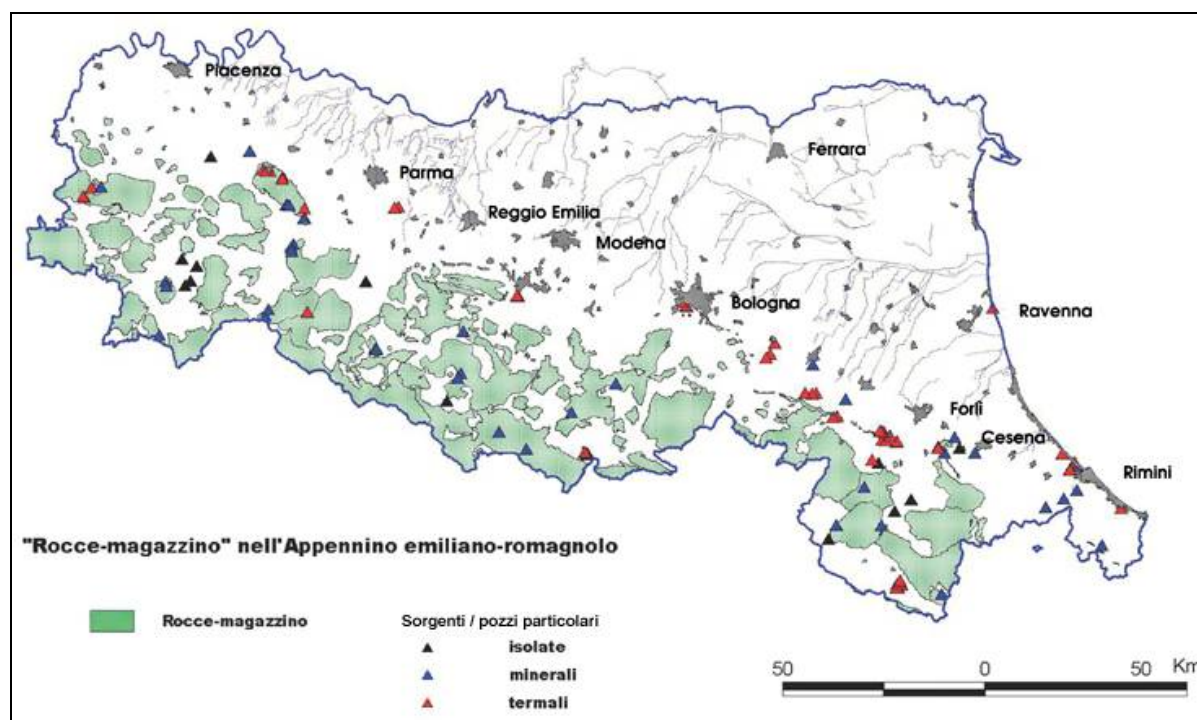 Piacenza
Ferrara
Parma
Reggio Emilia
Modena
Bologna
Ravenna
Forlì
Cesena
Rimini
"Rocce-magazzino" nell'Appennino emiliano-romagnolo
Rocce-magazzino
Sorgenti / pozzi particolari
isolate
minerali
termali
50 0 50 Km